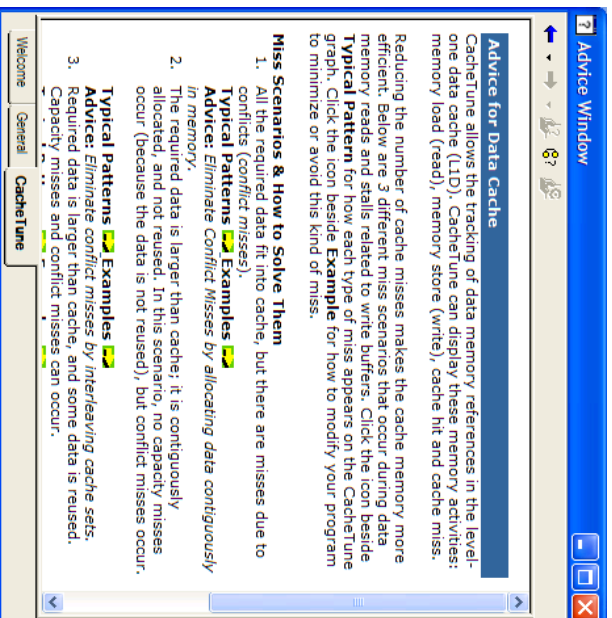 Advice Window
Advice for Data Cache
CacheTune allows the tracking of data memory references in the level-
one data cache (L1D). CacheTune can display these memory activities:
memory load (read), memory store (write), cache hit and cache miss.
Reducing the number of cache misses makes the cache memory more
efficient. Below are 3 different miss scenarios that occur during data
memory reads and stalls related to write buffers. Click the icon beside
Typical Pattern for how each type of miss appears on the CacheTune
graph. Click the icon beside Example for how to modify your program
to minimize or avoid this kind of miss.
Miss Scenarios & How to Solve Them
1. All the required data fit into cache, but there are misses due to
conflicts (conflict misses).
Typical Patterns Examples
Advice: Eliminate Conflict Misses by allocating data contiguously
in memory.
2. The required data is larger than cache; it is contiguously
allocated, and not reused. In this scenario, no capacity misses
occur (because the data is not reused), but conflict misses occur.
Typical Patterns Examples
Advice: Eliminate conflict misses by interleaving cache sets.
3. Required data is larger than cache, and some data is reused.
Capacity misses and conflict misses can occur.
Welcome General CacheTune